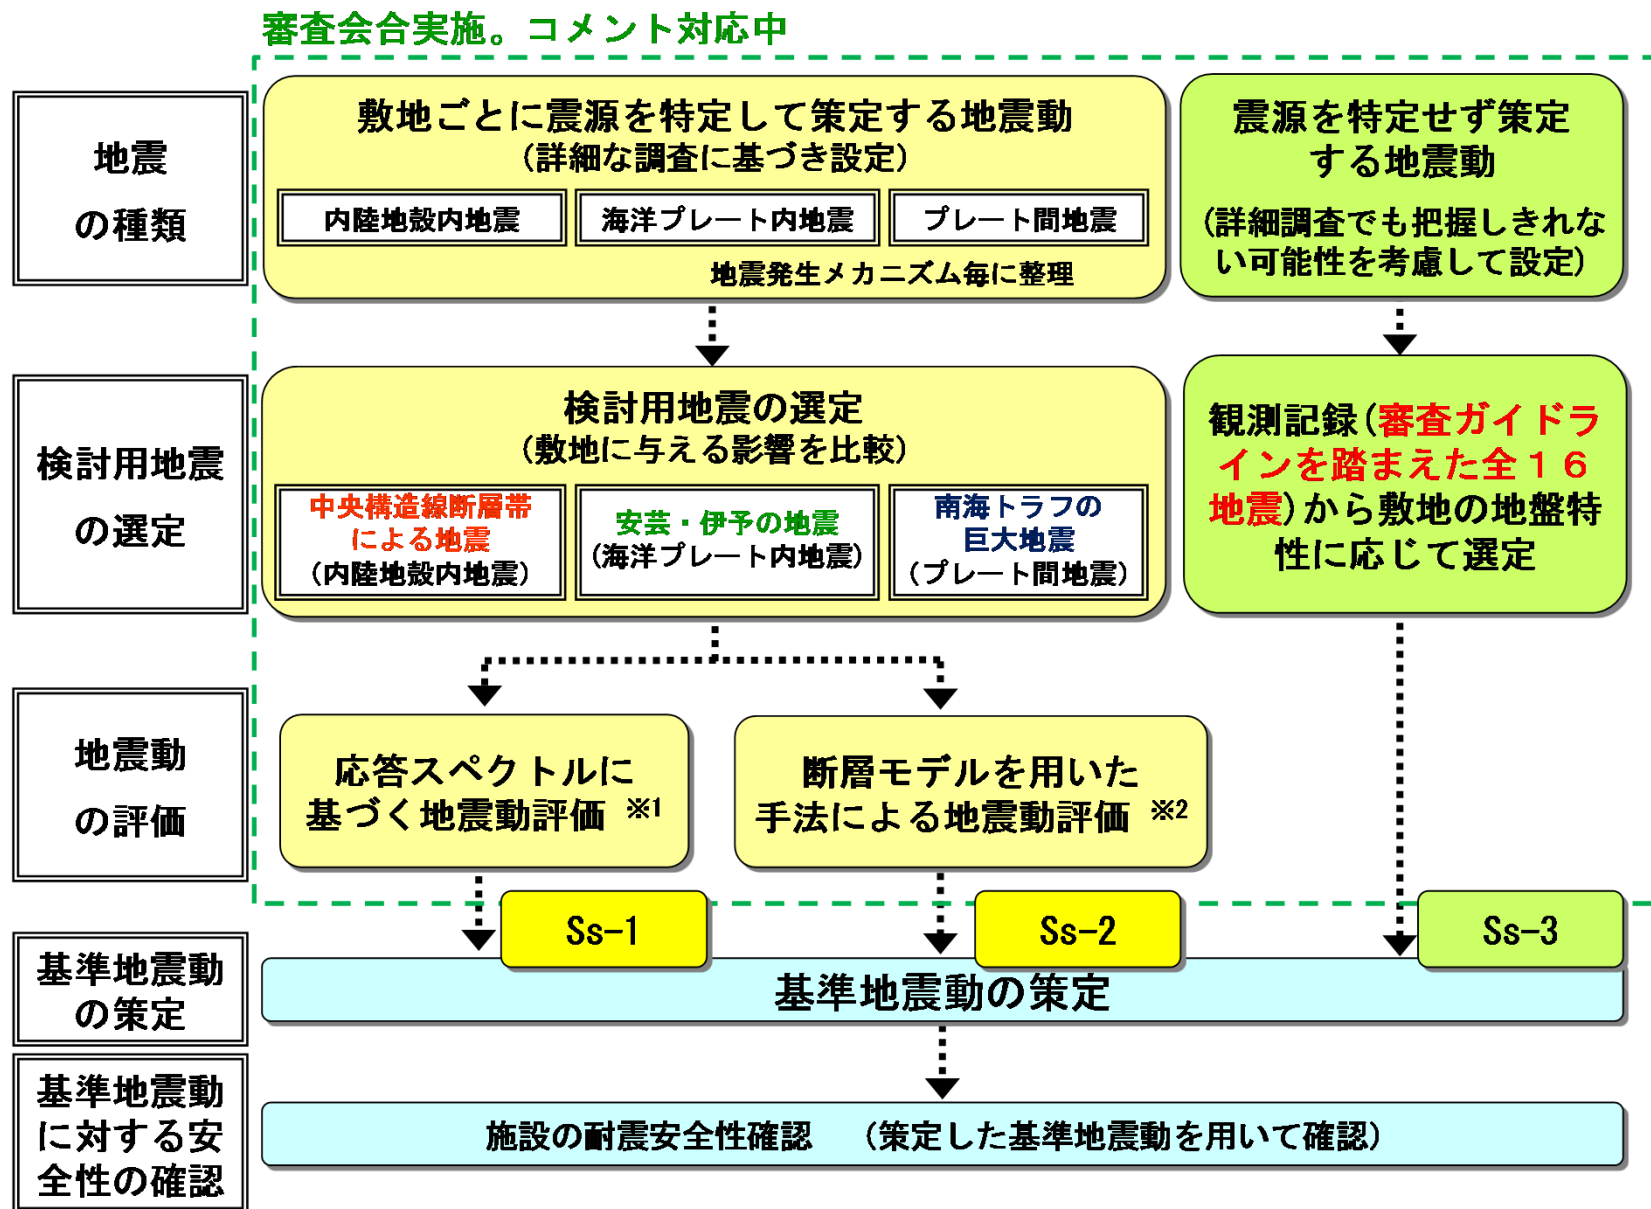 審査会合実施。コメント対応中
地震
の種類
敷地ごとに震源を特定して策定する地震動
(詳細な調査に基づき設定)
内陸地殻内地震
海洋プレート内地震
プレート間地震
地震発生メカニズム毎に整理
震源を特定せず策定
する地震動
(詳細調査でも把握しきれな
い可能性を考慮して設定)
検討用地震
の選定
検討用地震の選定
(敷地に与える影響を比較)
中央構造線断層帯
による地震
(内陸地殻内地震)
安芸・伊予の地震
(海洋プレート内地震)
南海トラフの
巨大地震
(プレート間地震)
観測記録(審査ガイドラ
インを踏まえた全16
地震)から敷地の地盤特
性に応じて選定
地震動
の評価
応答スペクトルに
基づく地震動評価 ※1
断層モデルを用いた
手法による地震動評価 ※2
Ss-1
Ss-2
Ss-3
基準地震動
の策定
基準地震動の策定
基準地震動
に対する安
全性の確認
施設の耐震安全性確認 (策定した基準地震動を用いて確認)